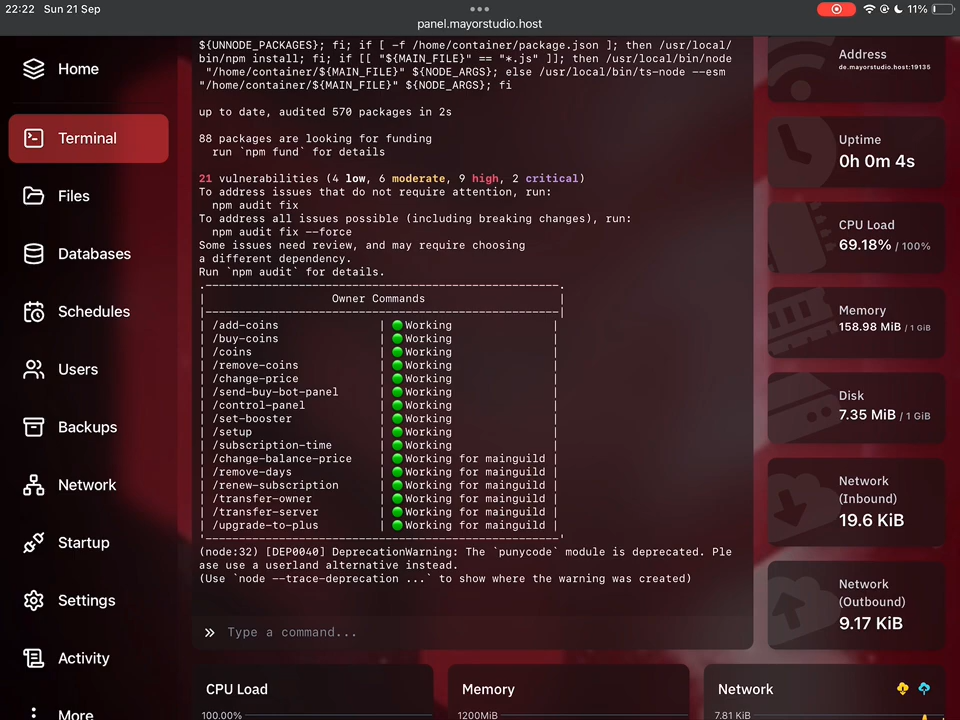 22:22 Sun 21 Sep
11%
panel.mayorstudio.host
Home
Terminal
Files
Databases
Schedules
Users
Backups
Network
Startup
Settings
Activity
More
${UNNODE_PACKAGES}; fi; if [ -f /home/container/package.json ]; then /usr/local/
bin/npm install; fi; if [[ "${MAIN_FILE}" == "*.js" ]]; then /usr/local/bin/node
"/home/container/${MAIN_FILE}" ${NODE_ARGS}; else /usr/local/bin/ts-node --esm
"/home/container/${MAIN_FILE}" ${NODE_ARGS}; fi
up to date, audited 570 packages in 2s
88 packages are looking for funding
run `npm fund` for details
21 vulnerabilities (4 low, 6 moderate, 9 high, 2 critical)
To address issues that do not require attention, run:
npm audit fix
To address all issues possible (including breaking changes), run:
npm audit fix --force
Some issues need review, and may require choosing
a different dependency.
Run `npm audit` for details.
.-----------------------------------------------------.
| Owner Commands |
|-----------------------------------------------------|
| /add-coins | 🟢Working |
| /buy-coins | 🟢Working |
| /coins | 🟢Working |
| /remove-coins | 🟢Working |
| /change-price | 🟢Working |
| /send-buy-bot-panel | 🟢Working |
| /control-panel | 🟢Working |
| /set-booster | 🟢Working |
| /setup | 🟢Working |
| /subscription-time | 🟢Working |
| /change-balance-price | 🟢Working for mainguild |
| /remove-days | 🟢Working for mainguild |
| /renew-subscription | 🟢Working for mainguild |
| /transfer-owner | 🟢Working for mainguild |
| /transfer-server | 🟢Working for mainguild |
| /upgrade-to-plus | 🟢Working for mainguild |
'-----------------------------------------------------'
(node:32) [DEP0040] DeprecationWarning: The `punycode` module is deprecated. Ple
ase use a userland alternative instead.
(Use `node --trace-deprecation ...` to show where the warning was created)
» Type a command...
Address
de.mayorstudio.host:19135
Uptime
0h 0m 4s
CPU Load
69.18% / 100%
Memory
158.98 MiB / 1 GiB
Disk
7.35 MiB / 1 GiB
Network
(Inbound)
19.6 KiB
Network
(Outbound)
9.17 KiB
CPU Load
100.00%
Memory
1200MiB
Network
7.81 KiB